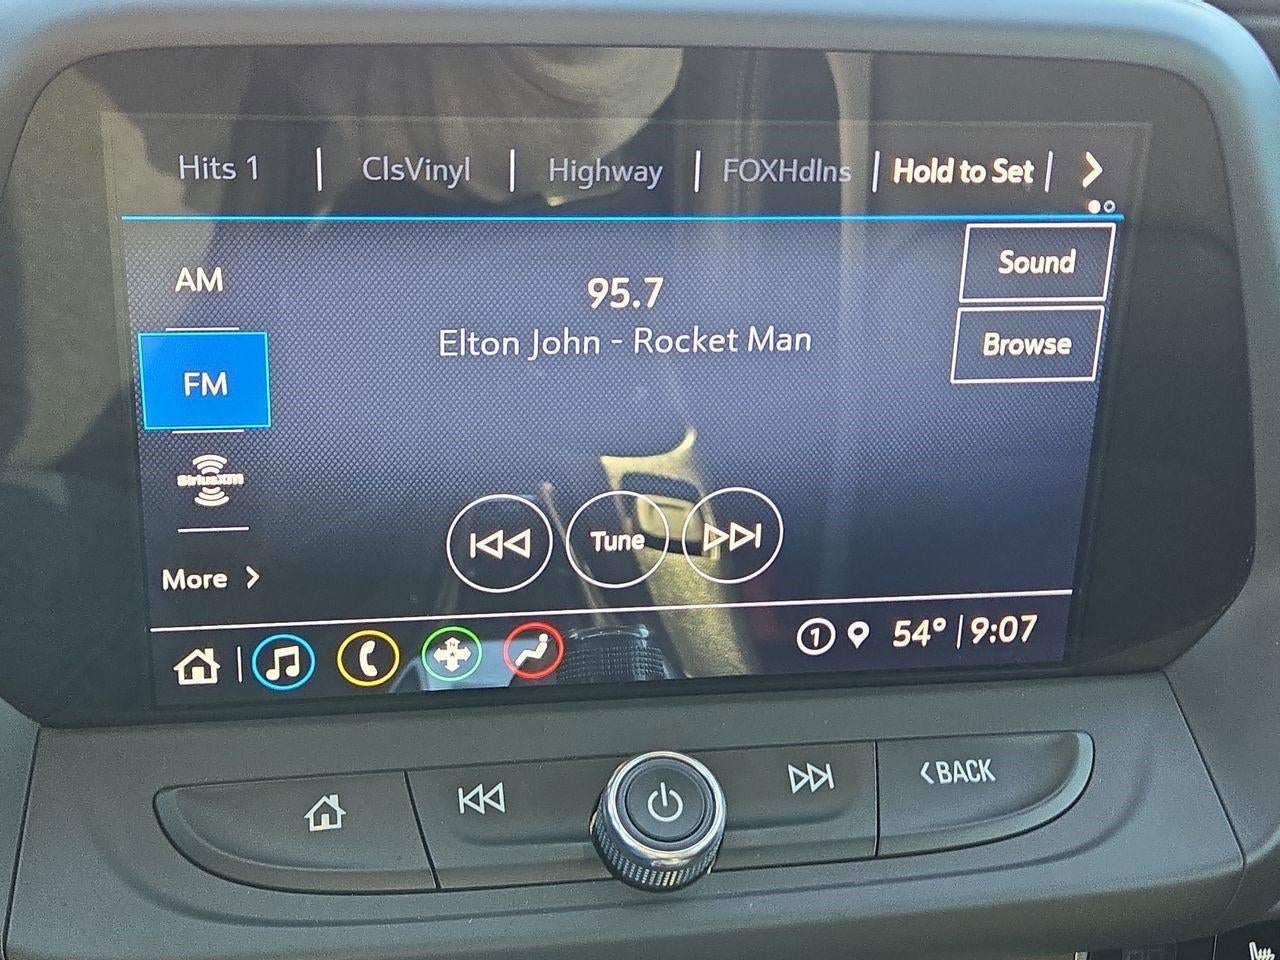 Hits 1 | ClsVinyl | Highway | FOXHdlns | Hold to Set |
AM
FM
SiriusXM
More
95.7
Elton John - Rocket Man
Sound
Browse
Tune
N
1
54° | 9:07
BACK